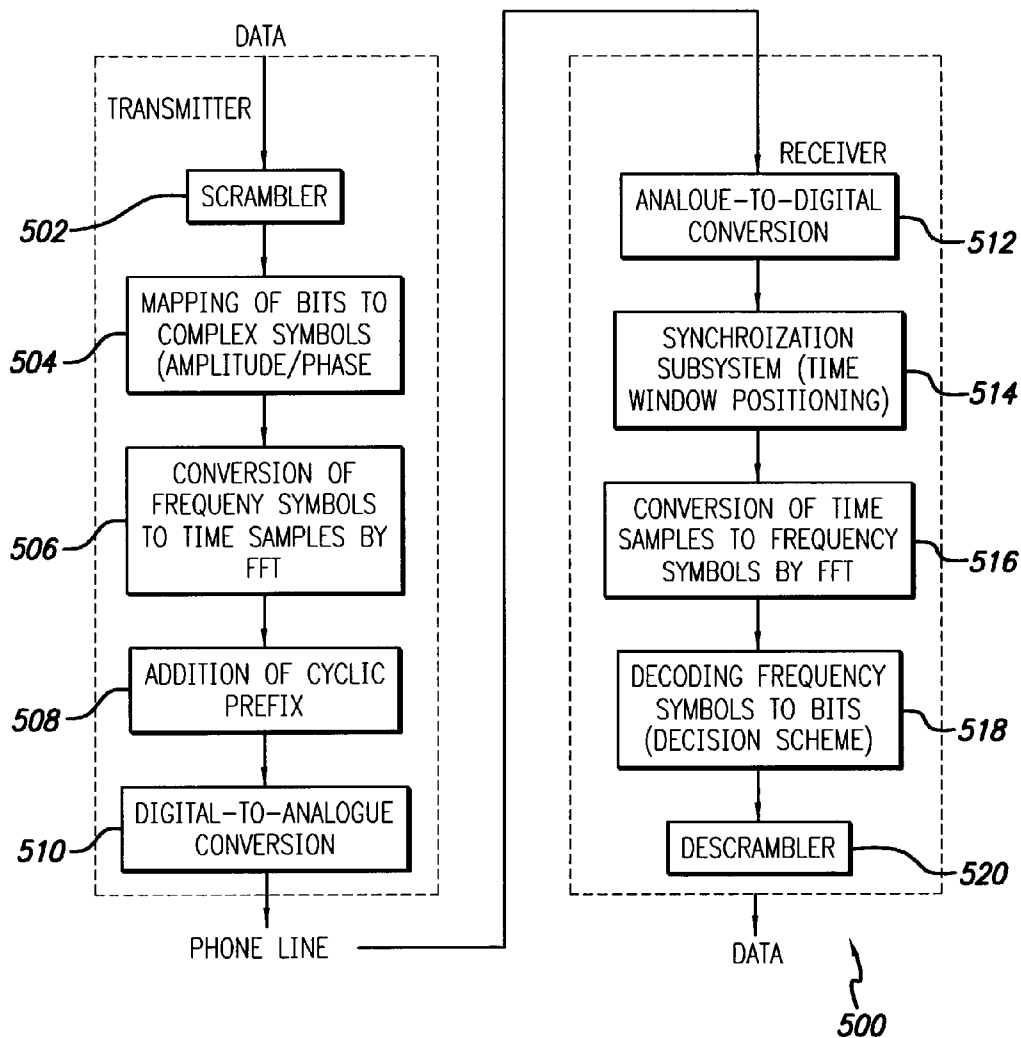 DATA
TRANSMITTER
SCRAMBLER
502
MAPPING OF BITS TO
COMPLEX SYMBOLS
(AMPLITUDE/PHASE
504
CONVERSION OF
FREQUENY SYMBOLS
TO TIME SAMPLES BY
FFT
506
ADDITION OF CYCLIC
PREFIX
508
DIGITAL-TO-ANALOGUE
CONVERSION
510
PHONE LINE
RECEIVER
ANALOUE-TO-DIGITAL
CONVERSION
512
SYNCHROIZATION
SUBSYSTEM (TIME
WINDOW POSITIONING)
514
CONVERSION OF TIME
SAMPLES TO FREQUENCY
SYMBOLS BY FFT
516
DECODING FREQUENCY
SYMBOLS TO BITS
(DECISION SCHEME)
518
DESCRAMBLER
520
DATA
500